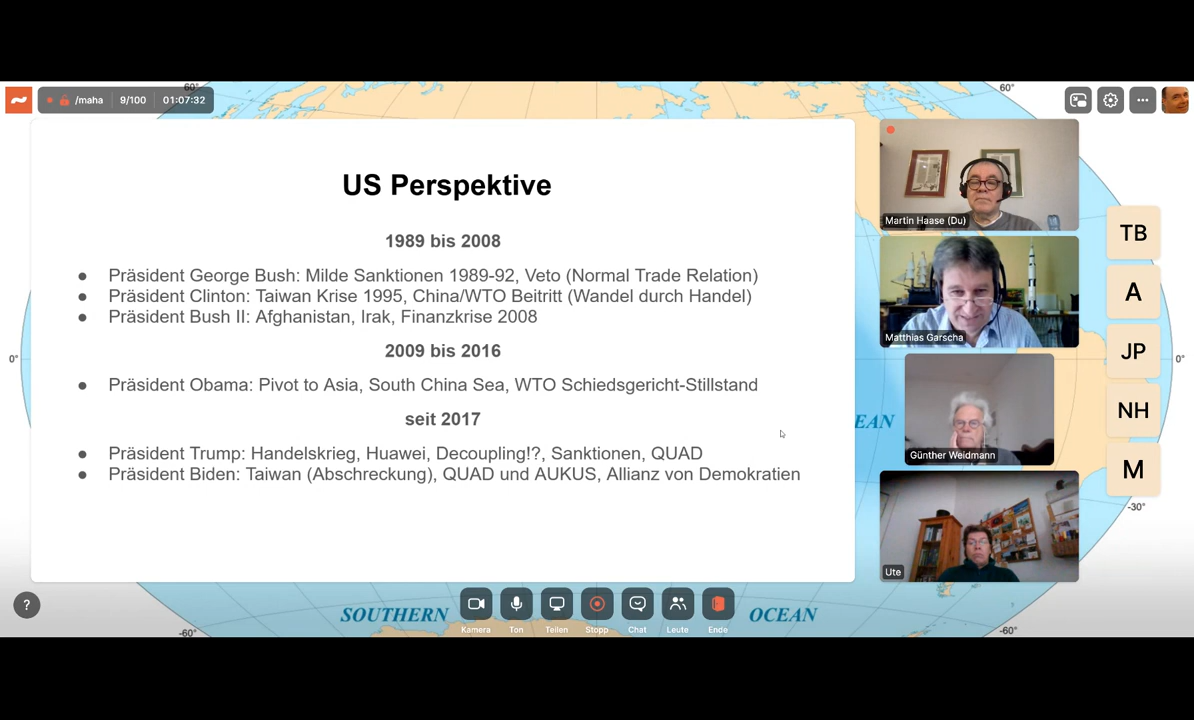 60°
/maha 9/100 01:07:32
60°
US Perspektive
1989 bis 2008
● Präsident George Bush: Milde Sanktionen 1989-92, Veto (Normal Trade Relation)
● Präsident Clinton: Taiwan Krise 1995, China/WTO Beitritt (Wandel durch Handel)
● Präsident Bush II: Afghanistan, Irak, Finanzkrise 2008
2009 bis 2016
● Präsident Obama: Pivot to Asia, South China Sea, WTO Schiedsgericht-Stillstand
seit 2017
● Präsident Trump: Handelskrieg, Huawei, Decoupling!?, Sanktionen, QUAD
● Präsident Biden: Taiwan (Abschreckung), QUAD und AUKUS, Allianz von Demokratien
Martin Haase (Du)
Matthias Garscha
Günther Weidmann
Ute
TB
A
JP
NH
M
0°
0°
EAN
-30°
?
SOUTHERN OCEAN
Kamera Ton Teilen Stopp Chat Leute Ende
-60°
-60°